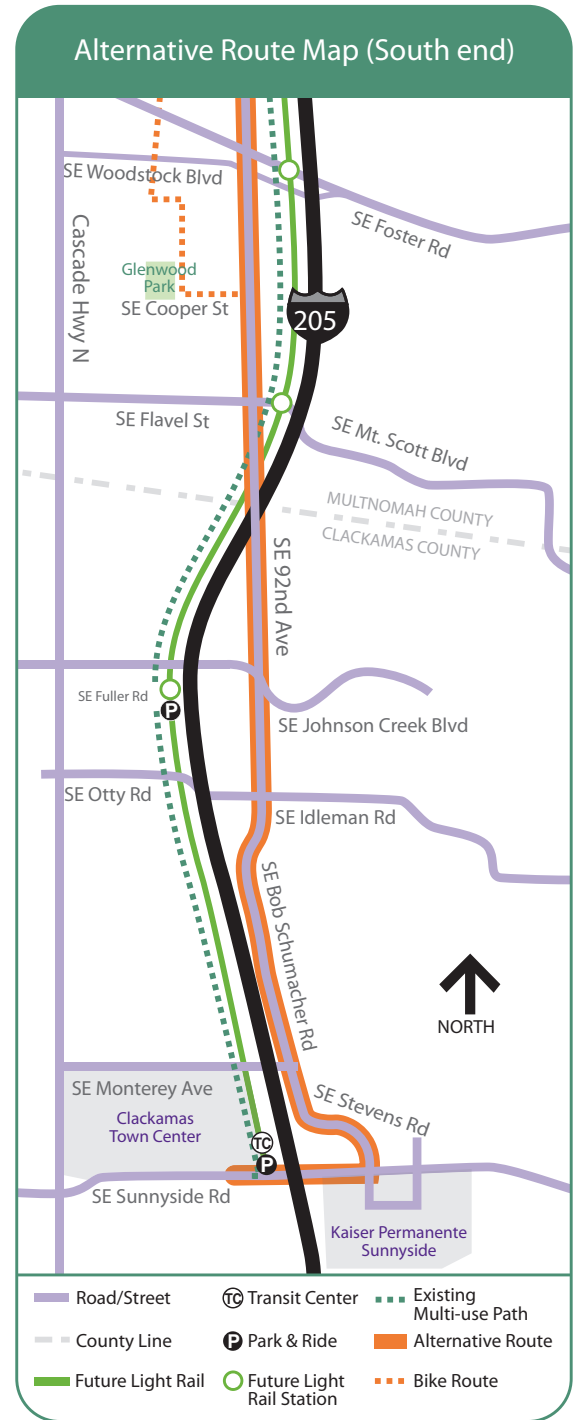 Alternative Route Map (South end)
SE Woodstock Blvd
SE Foster Rd
Cascade Hwy N
Glenwood
Park
SE Cooper St
205
SE Flavel St
SE Mt. Scott Blvd
MULTNOMAH COUNTY
CLACKAMAS COUNTY
SE 92nd Ave
SE Fuller Rd
P
SE Johnson Creek Blvd
SE Otty Rd
SE Idleman Rd
SE Bob Schumacher Rd
NORTH
SE Monterey Ave
SE Stevens Rd
Clackamas
Town Center
TC
P
SE Sunnyside Rd
Kaiser Permanente
Sunnyside
Road/Street
TC Transit Center
Existing
Multi-use Path
County Line
P Park & Ride
Alternative Route
Future Light Rail
Future Light
Rail Station
Bike Route